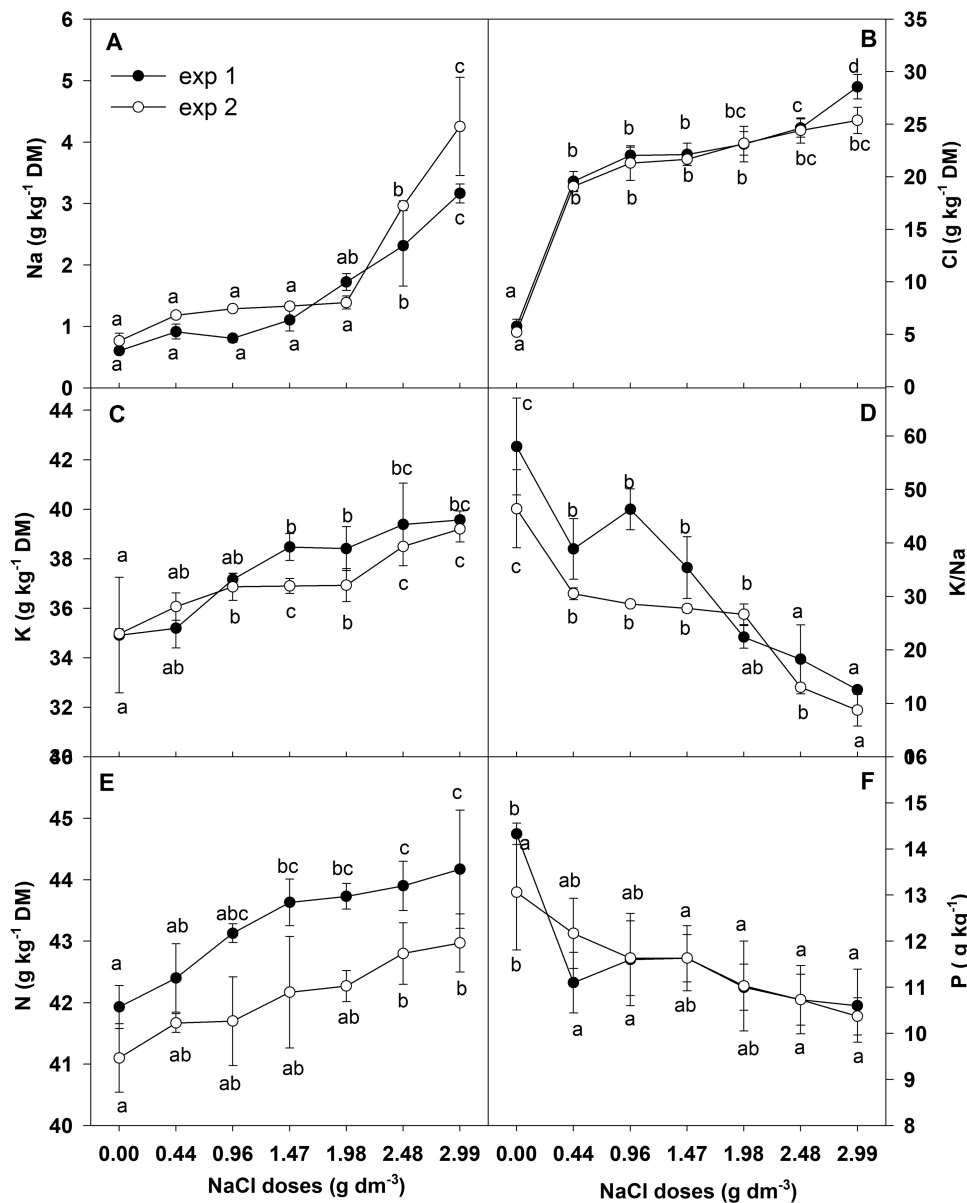 A
exp 1
exp 2
Na (g kg-1 DM)
6
5
4
3
2
1
0
a a a a ab b c
a a a a a b c
B
Cl (g kg-1 DM)
35
30
25
20
15
10
5
0
a b b b bc c d
a b b b b bc bc
C
K (g kg-1 DM)
44
42
40
38
36
34
32
30
a ab ab b b bc bc
a ab b c b c c
D
K/Na
60
50
40
30
20
10
0
c b b b b a a
c b b b ab b a
E
N (g kg-1 DM)
36
45
44
43
42
41
40
a ab abc bc bc c c
a ab ab ab ab b b
F
P ( g kg-1)
16
15
14
13
12
11
10
9
8
b a ab ab a a a a
b a a ab ab a a
0.00 0.44 0.96 1.47 1.98 2.48 2.99
0.00 0.44 0.96 1.47 1.98 2.48 2.99
NaCl doses (g dm-3)
NaCl doses (g dm-3)